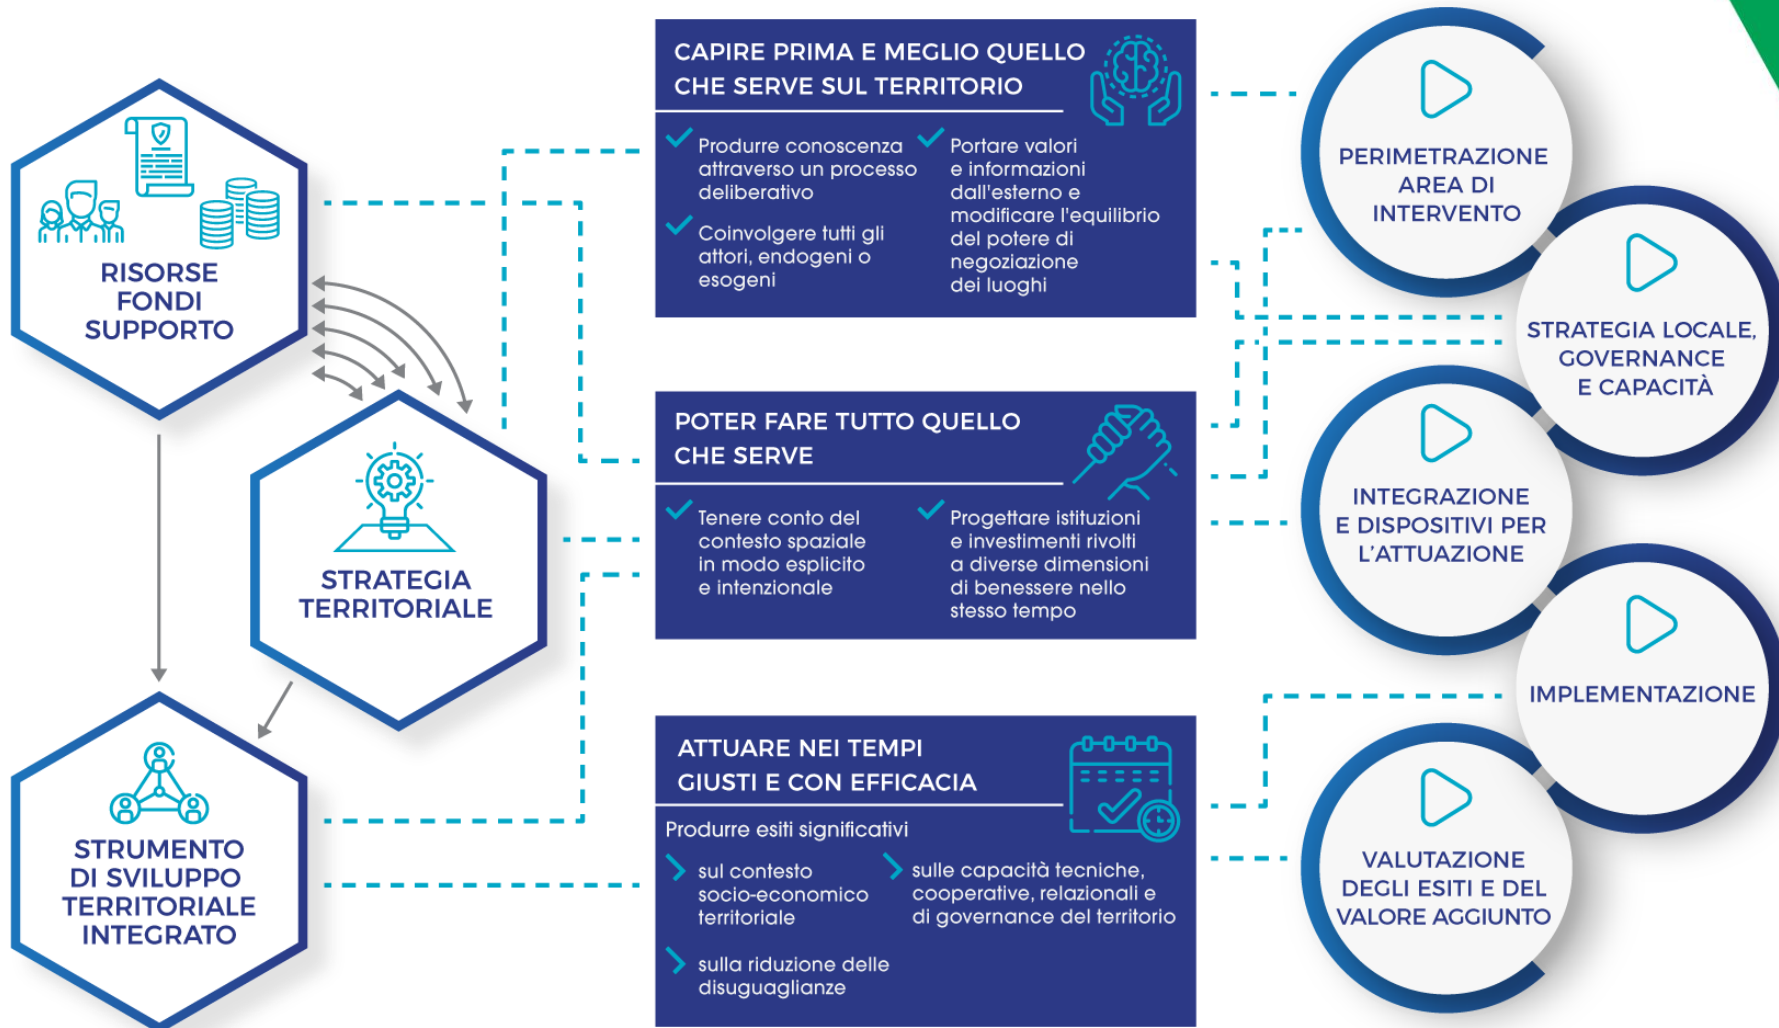 RISORSE
FONDI
SUPPORTO
STRATEGIA
TERRITORIALE
STRUMENTO
DI SVILUPPO
TERRITORIALE
INTEGRATO
CAPIRE PRIMA E MEGLIO QUELLO
CHE SERVE SUL TERRITORIO
Produrre conoscenza
attraverso un processo
deliberativo
Coinvolgere tutti gli
attori, endogeni o
esogeni
Portare valori
e informazioni
dall'esterno e
modificare l'equilibrio
del potere di
negoziazione
dei luoghi
POTER FARE TUTTO QUELLO
CHE SERVE
Tenere conto del
contesto spaziale
in modo esplicito
e intenzionale
Progettare istituzioni
e investimenti rivolti
a diverse dimensioni
di benessere nello
stesso tempo
ATTUARE NEI TEMPI
GIUSTI E CON EFFICACIA
Produrre esiti significativi
sul contesto
socio-economico
territoriale
sulla riduzione delle
disuguaglianze
sulle capacità tecniche,
cooperative, relazionali e
di governance del territorio
PERIMETRAZIONE
AREA DI
INTERVENTO
STRATEGIA LOCALE,
GOVERNANCE
E CAPACITÀ
INTEGRAZIONE
E DISPOSITIVI PER
L'ATTUAZIONE
IMPLEMENTAZIONE
VALUTAZIONE
DEGLI ESITI E DEL
VALORE AGGIUNTO